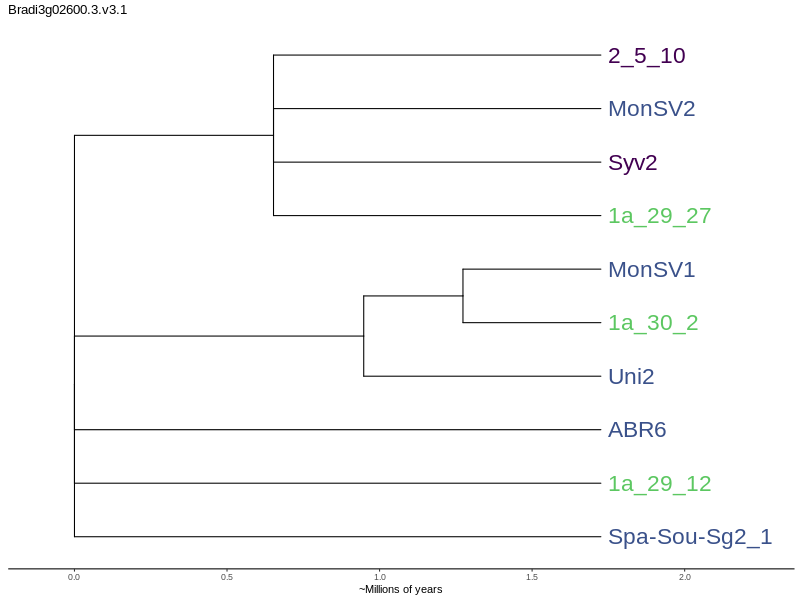 Bradi3g02600.3.v3.1
2_5_10
MonSV2
Syv2
1a_29_27
MonSV1
1a_30_2
Uni2
ABR6
1a_29_12
Spa-Sou-Sg2_1
0.0 0.5 1.0 1.5 2.0
~Millions of years